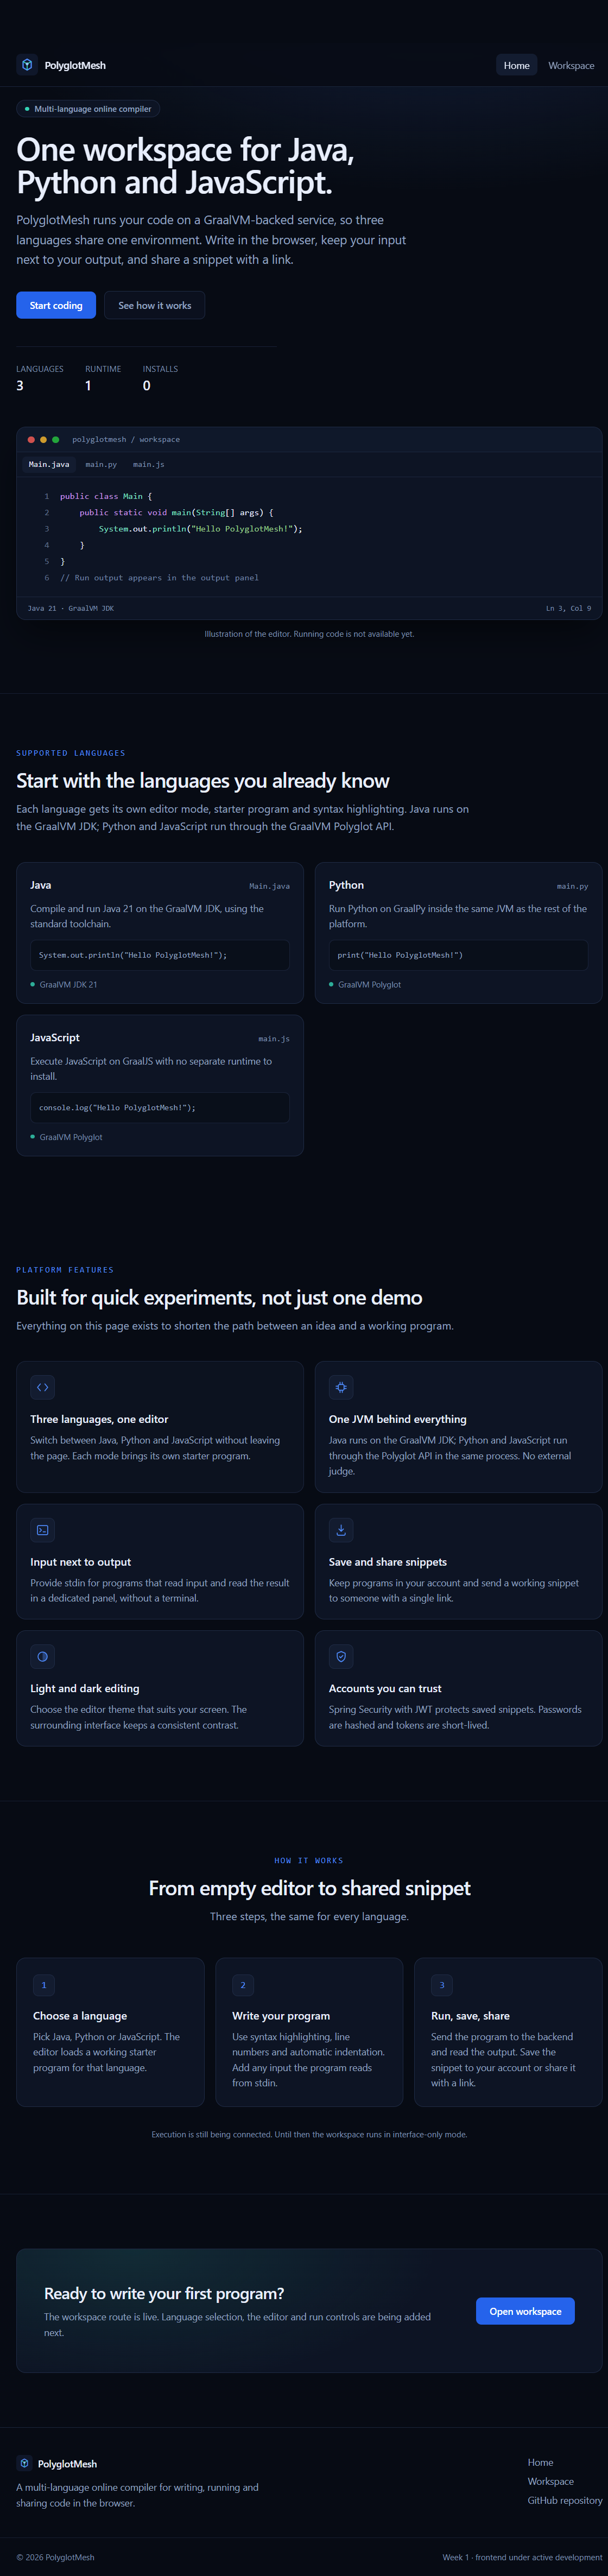 PolyglotMesh
Home
Workspace
Multi-language online compiler
One workspace for Java,
Python and JavaScript.
PolyglotMesh runs your code on a GraalVM-backed service, so three
languages share one environment. Write in the browser, keep your input
next to your output, and share a snippet with a link.
Start coding
See how it works
LANGUAGES
RUNTIME
INSTALLS
3
1
0
polyglotmesh / workspace
Main.java
main.py
main.js
1 public class Main {
2 public static void main(String[] args) {
3 System.out.println("Hello PolyglotMesh!");
4 }
5 }
6 // Run output appears in the output panel
Java 21 · GraalVM JDK
Ln 3, Col 9
Illustration of the editor. Running code is not available yet.
SUPPORTED LANGUAGES
Start with the languages you already know
Each language gets its own editor mode, starter program and syntax highlighting. Java runs on
the GraalVM JDK; Python and JavaScript run through the GraalVM Polyglot API.
Java
Main.java
Compile and run Java 21 on the GraalVM JDK, using the
standard toolchain.
System.out.println("Hello PolyglotMesh!");
GraalVM JDK 21
Python
main.py
Run Python on GraalPy inside the same JVM as the rest of the
platform.
print("Hello PolyglotMesh!")
GraalVM Polyglot
JavaScript
main.js
Execute JavaScript on GraalJS with no separate runtime to
install.
console.log("Hello PolyglotMesh!");
GraalVM Polyglot
PLATFORM FEATURES
Built for quick experiments, not just one demo
Everything on this page exists to shorten the path between an idea and a working program.
Three languages, one editor
Switch between Java, Python and JavaScript without leaving
the page. Each mode brings its own starter program.
One JVM behind everything
Java runs on the GraalVM JDK; Python and JavaScript run
through the Polyglot API in the same process. No external
judge.
Input next to output
Provide stdin for programs that read input and read the result
in a dedicated panel, without a terminal.
Save and share snippets
Keep programs in your account and send a working snippet
to someone with a single link.
Light and dark editing
Choose the editor theme that suits your screen. The
surrounding interface keeps a consistent contrast.
Accounts you can trust
Spring Security with JWT protects saved snippets. Passwords
are hashed and tokens are short-lived.
HOW IT WORKS
From empty editor to shared snippet
Three steps, the same for every language.
1
Choose a language
Pick Java, Python or JavaScript. The
editor loads a working starter
program for that language.
2
Write your program
Use syntax highlighting, line
numbers and automatic indentation.
Add any input the program reads
from stdin.
3
Run, save, share
Send the program to the backend
and read the output. Save the
snippet to your account or share it
with a link.
Execution is still being connected. Until then the workspace runs in interface-only mode.
Ready to write your first program?
The workspace route is live. Language selection, the editor and run controls are being added
next.
Open workspace
PolyglotMesh
A multi-language online compiler for writing, running and
sharing code in the browser.
Home
Workspace
GitHub repository
© 2026 PolyglotMesh
Week 1 · frontend under active development